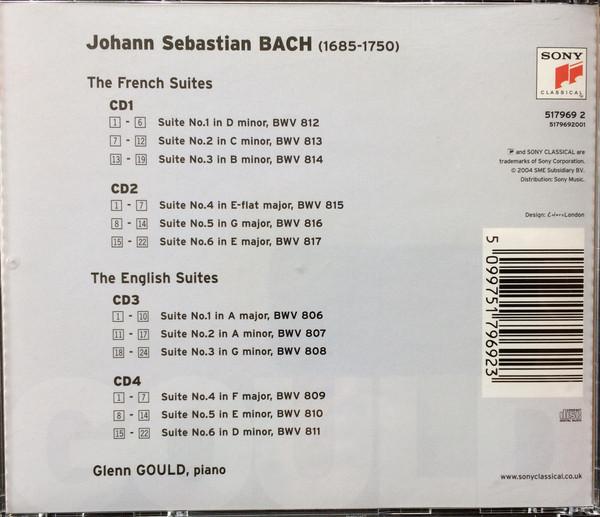 Johann Sebastian BACH (1685-1750)
The French Suites
CD1
1 - 6 Suite No.1 in D minor, BWV 812
7 - 12 Suite No.2 in C minor, BWV 813
13 - 19 Suite No.3 in B minor, BWV 814
CD2
1 - 7 Suite No.4 in E-flat major, BWV 815
8 - 14 Suite No.5 in G major, BWV 816
15 - 22 Suite No.6 in E major, BWV 817
The English Suites
CD3
1 - 10 Suite No.1 in A major, BWV 806
11 - 17 Suite No.2 in A minor, BWV 807
18 - 24 Suite No.3 in G minor, BWV 808
CD4
1 - 7 Suite No.4 in F major, BWV 809
8 - 14 Suite No.5 in E minor, BWV 810
15 - 22 Suite No.6 in D minor, BWV 811
Glenn GOULD, piano
SONY
CLASSICAL
517969 2
5179692001
and SONY CLASSICAL are
trademarks of Sony Corporation.
© 2004 SME Subsidiary BV.
Distribution: Sony Music.
Design: London
5 099751 796923
COMPACT
disc
DIGITAL AUDIO
www.sonyclassical.co.uk
GOULD